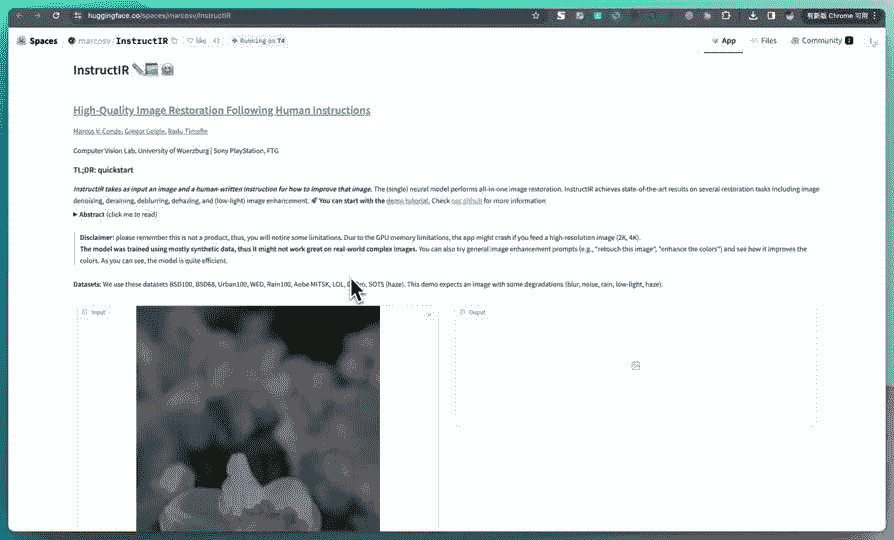 huggingface.co/spaces/marcosv/InstructIR
有新版 Chrome 可用
Spaces marcosv/InstructIR like 43 Running on T4 App Files Community 2
InstructIR
High-Quality Image Restoration Following Human Instructions
Marcos V. Conde, Gregor Geigle, Radu Timofte
Computer Vision Lab, University of Wuerzburg | Sony PlayStation, FTG
TL;DR: quickstart
InstructIR takes as input an image and a human-written instruction for how to improve that image. The (single) neural model performs all-in-one image restoration. InstructIR achieves state-of-the-art results on several restoration tasks including image
denoising, deraining, deblurring, dehazing, and (low-light) image enhancement. 🚀 You can start with the demo tutorial. Check our github for more information
▶ Abstract (click me to read)
Disclaimer: please remember this is not a product, thus, you will notice some limitations. Due to the GPU memory limitations, the app might crash if you feed a high-resolution image (2K, 4K).
The model was trained using mostly synthetic data, thus it might not work great on real-world complex images. You can also try general image enhancement prompts (e.g., "retouch this image", "enhance the colors") and see how it improves the
colors. As you can see, the model is quite efficient.
Datasets: We use these datasets BSD100, BSD68, Urban100, WED, Rain100, Aobe MIT5K, LOL, SOTS (haze). This demo expects an image with some degradations (blur, noise, rain, low-light, haze).
Input
Ouput